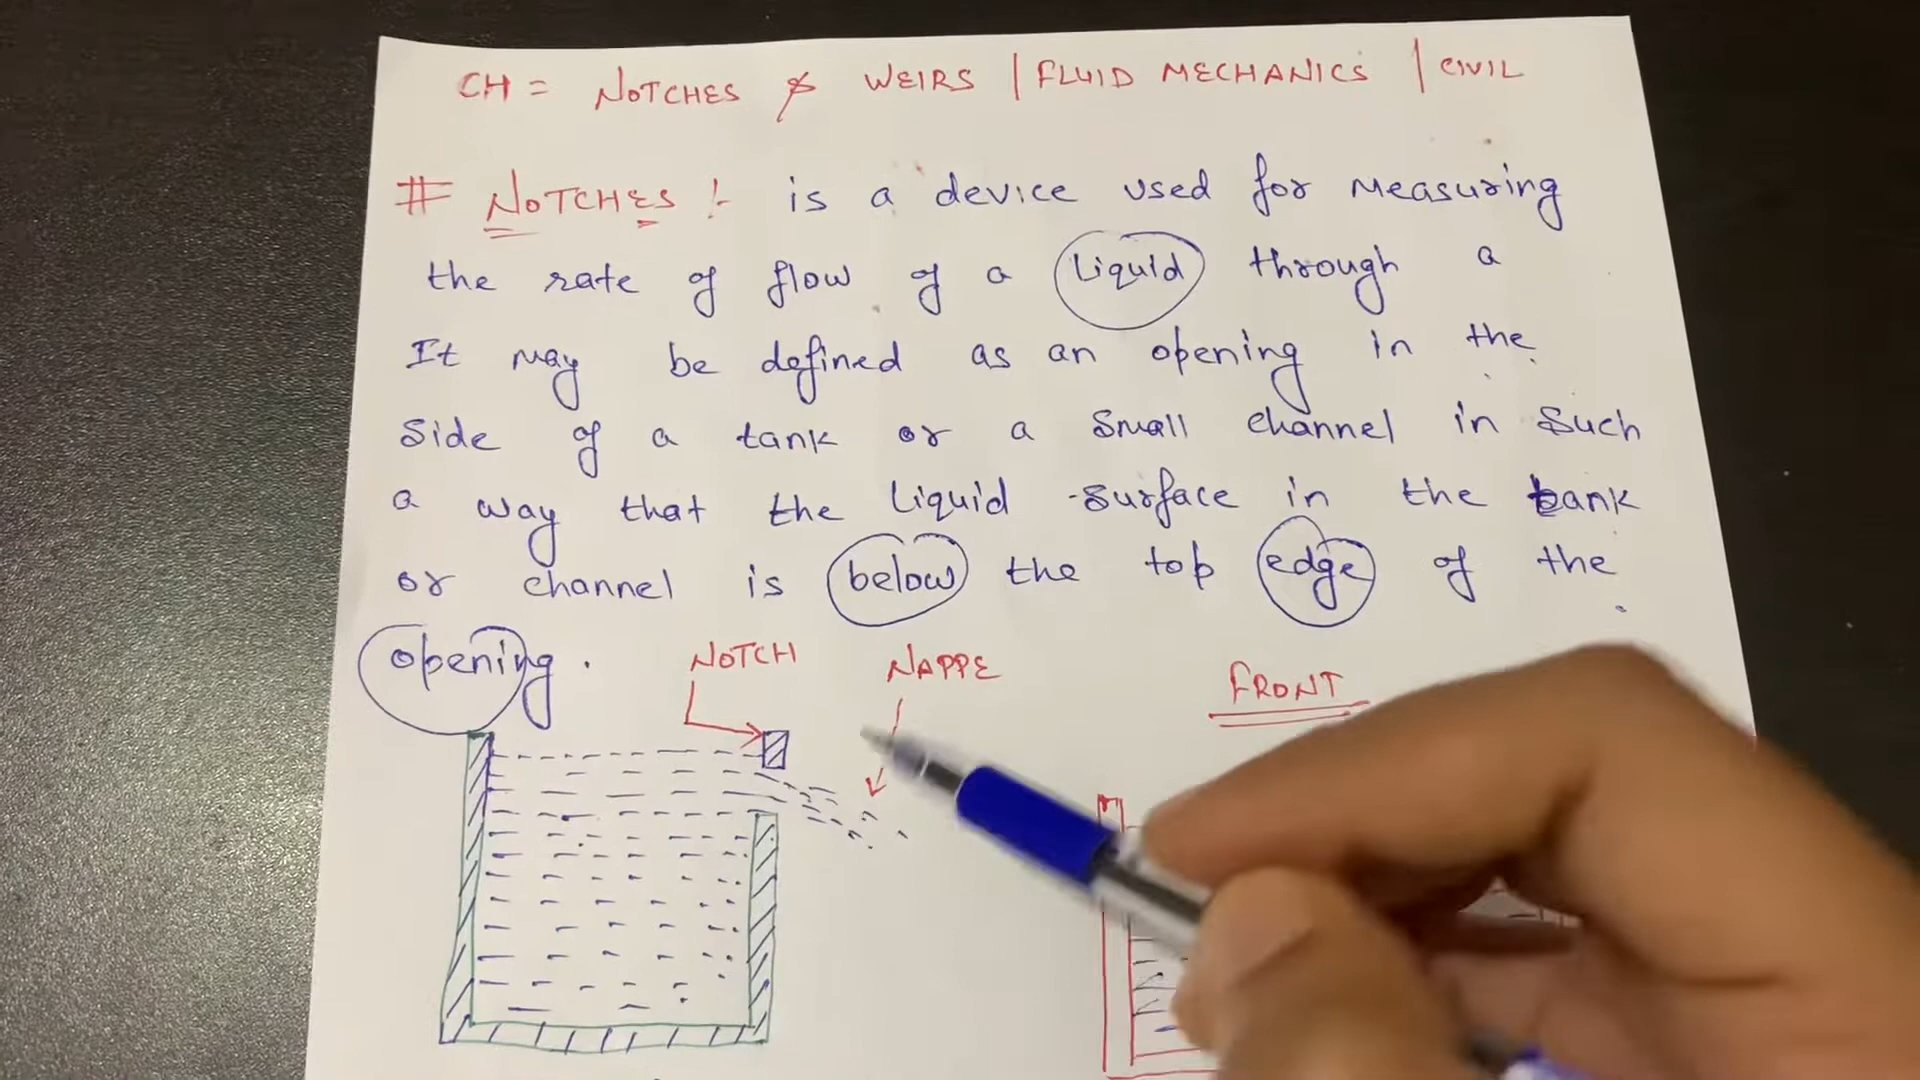 CH = NOTCHES & WEIRS | FLUID MECHANICS | CIVIL
# NOTCHES :- is a device used for measuring
the rate of flow of a liquid through a
It may be defined as an opening in the
side of a tank or a small channel in such
a way that the liquid surface in the tank
or channel is below the top edge of the
opening.
NOTCH NAPPE FRONT